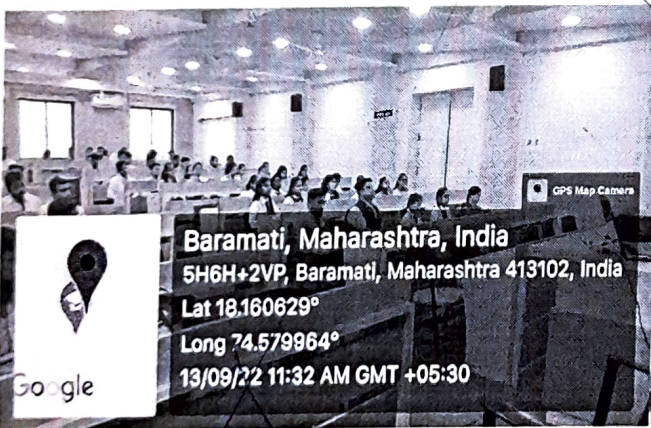 GPS Map Camera
Baramati, Maharashtra, India
5H6H+2VP, Baramati, Maharashtra 413102, India
Lat 18.160629°
Long 74.579964°
13/09/22 11:32 AM GMT +05:30
Google